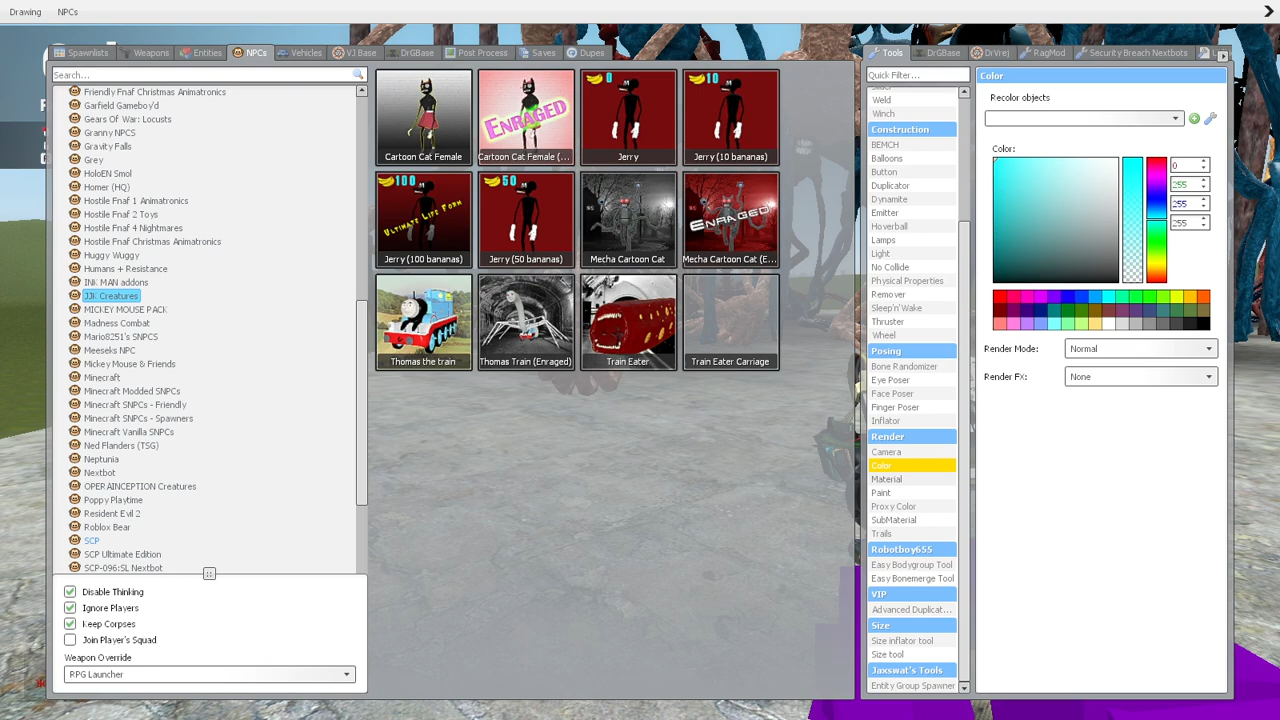 Drawing NPCs
Spawnlists Weapons Entities NPCs Vehicles VJ Base DrGBase Post Process Saves Dupes
Search...
Friendly Fnaf Christmas Animatronics
Garfield Gameboy'd
Gears Of War: Locusts
Granny NPCS
Gravity Falls
Grey
HoloEN Smol
Homer (HQ)
Hostile Fnaf 1 Animatronics
Hostile Fnaf 2 Toys
Hostile Fnaf 4 Nightmares
Hostile Fnaf Christmas Animatronics
Huggy Wuggy
Humans + Resistance
INK MAN addons
JJK Creatures
MICKEY MOUSE PACK
Madness Combat
Mario8251's SNPCS
Meeseks NPC
Mickey Mouse & Friends
Minecraft
Minecraft Modded SNPCs
Minecraft SNPCs - Friendly
Minecraft SNPCs - Spawners
Minecraft Vanilla SNPCs
Ned Flanders (TSG)
Neptunia
Nextbot
OPERAINCEPTION Creatures
Poppy Playtime
Resident Evil 2
Roblox Bear
SCP
SCP Ultimate Edition
SCP-096:SL Nextbot
Disable Thinking
Ignore Players
Keep Corpses
Join Player's Squad
Weapon Override
RPG Launcher
ENRAGED
0
10
Cartoon Cat Female
Cartoon Cat Female (...
Jerry
Jerry (10 bananas)
100
ULTIMATE LIFE FORM
50
ENRAGED
Jerry (100 bananas)
Jerry (50 bananas)
Mecha Cartoon Cat
Mecha Cartoon Cat (E...
Thomas the train
Thomas Train (Enraged)
Train Eater
Train Eater Carriage
Tools DrGBase DrVrej RagMod Security Breach Nextbots
Quick Filter...
Weld
Winch
Construction
BEMCH
Balloons
Button
Duplicator
Dynamite
Emitter
Hoverball
Lamps
Light
No Collide
Physical Properties
Remover
Sleep'n'Wake
Thruster
Wheel
Posing
Bone Randomizer
Eye Poser
Face Poser
Finger Poser
Inflator
Render
Camera
Color
Material
Paint
Proxy Color
SubMaterial
Trails
Robotboy655
Easy Bodygroup Tool
Easy Bonemerge Tool
VIP
Advanced Duplicat...
Size
Size inflator tool
Size tool
Jaxswat's Tools
Entity Group Spawner
Color
Recolor objects
Color:
0
255
255
255
Render Mode: Normal
Render FX: None